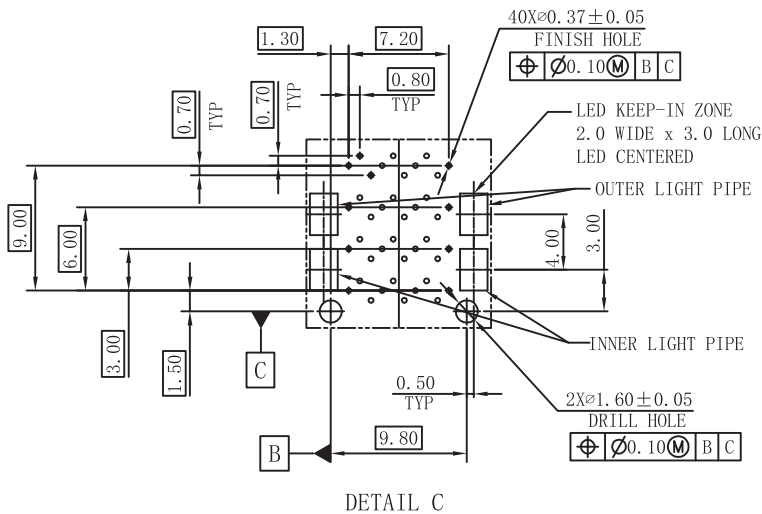 40X⌀0.37±0.05
FINISH HOLE
⌖ ⌀0.10Ⓜ B C
1.30
7.20
0.80
TYP
0.70
TYP
0.70
TYP
LED KEEP-IN ZONE
2.0 WIDE x 3.0 LONG
LED CENTERED
OUTER LIGHT PIPE
9.00
6.00
4.00
3.00
3.00
1.50
C
INNER LIGHT PIPE
0.50
TYP
2X⌀1.60±0.05
DRILL HOLE
⌖ ⌀0.10Ⓜ B C
9.80
B
DETAIL C